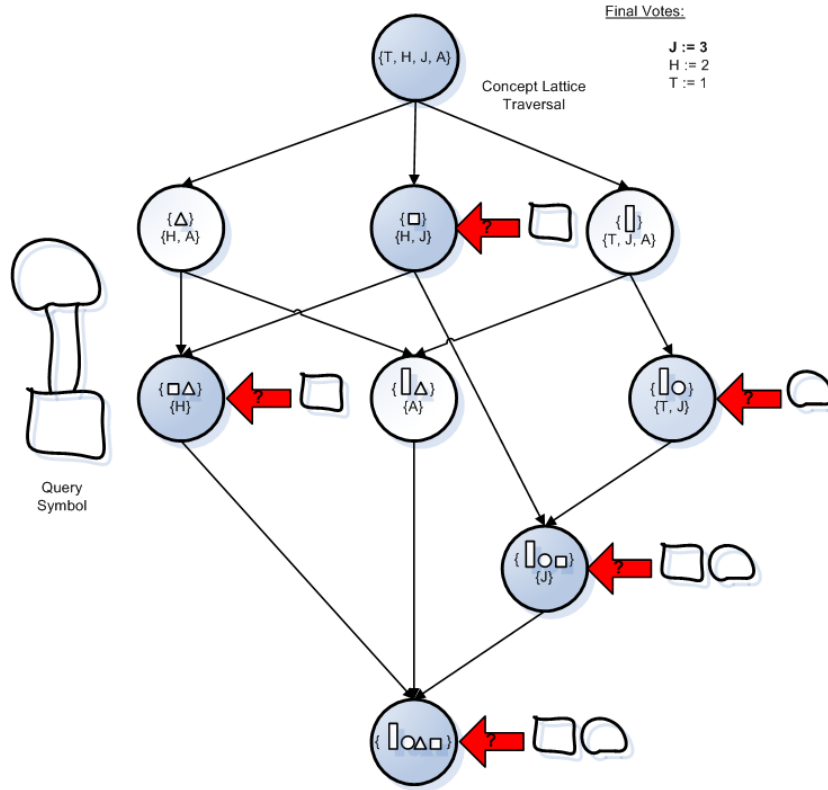 Final Votes:
J := 3
H := 2
T := 1
{T, H, J, A}
Concept Lattice
Traversal
{△}
{H, A}
{□}
{H, J}
?
{▯}
{T, J, A}
{□△}
{H}
?
{▯△}
{A}
{▯○}
{T, J}
?
Query
Symbol
{▯○□}
{J}
?
{▯○△□}
?